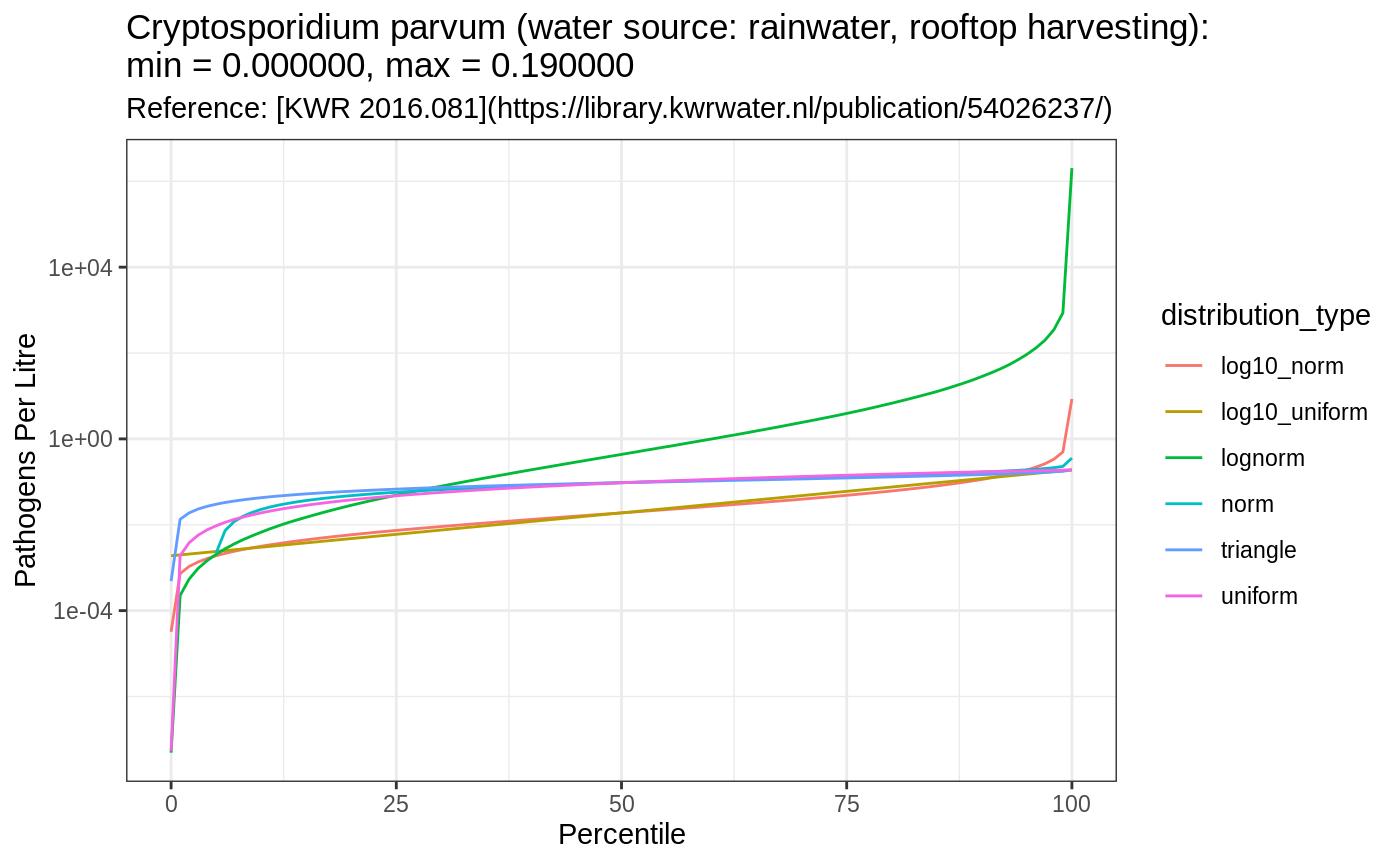 Cryptosporidium parvum (water source: rainwater, rooftop harvesting):
min = 0.000000, max = 0.190000
Reference: [KWR 2016.081](https://library.kwrwater.nl/publication/54026237/)
Pathogens Per Litre
1e+04
1e+00
1e-04
0
25
50
75
100
Percentile
distribution_type
log10_norm
log10_uniform
lognorm
norm
triangle
uniform